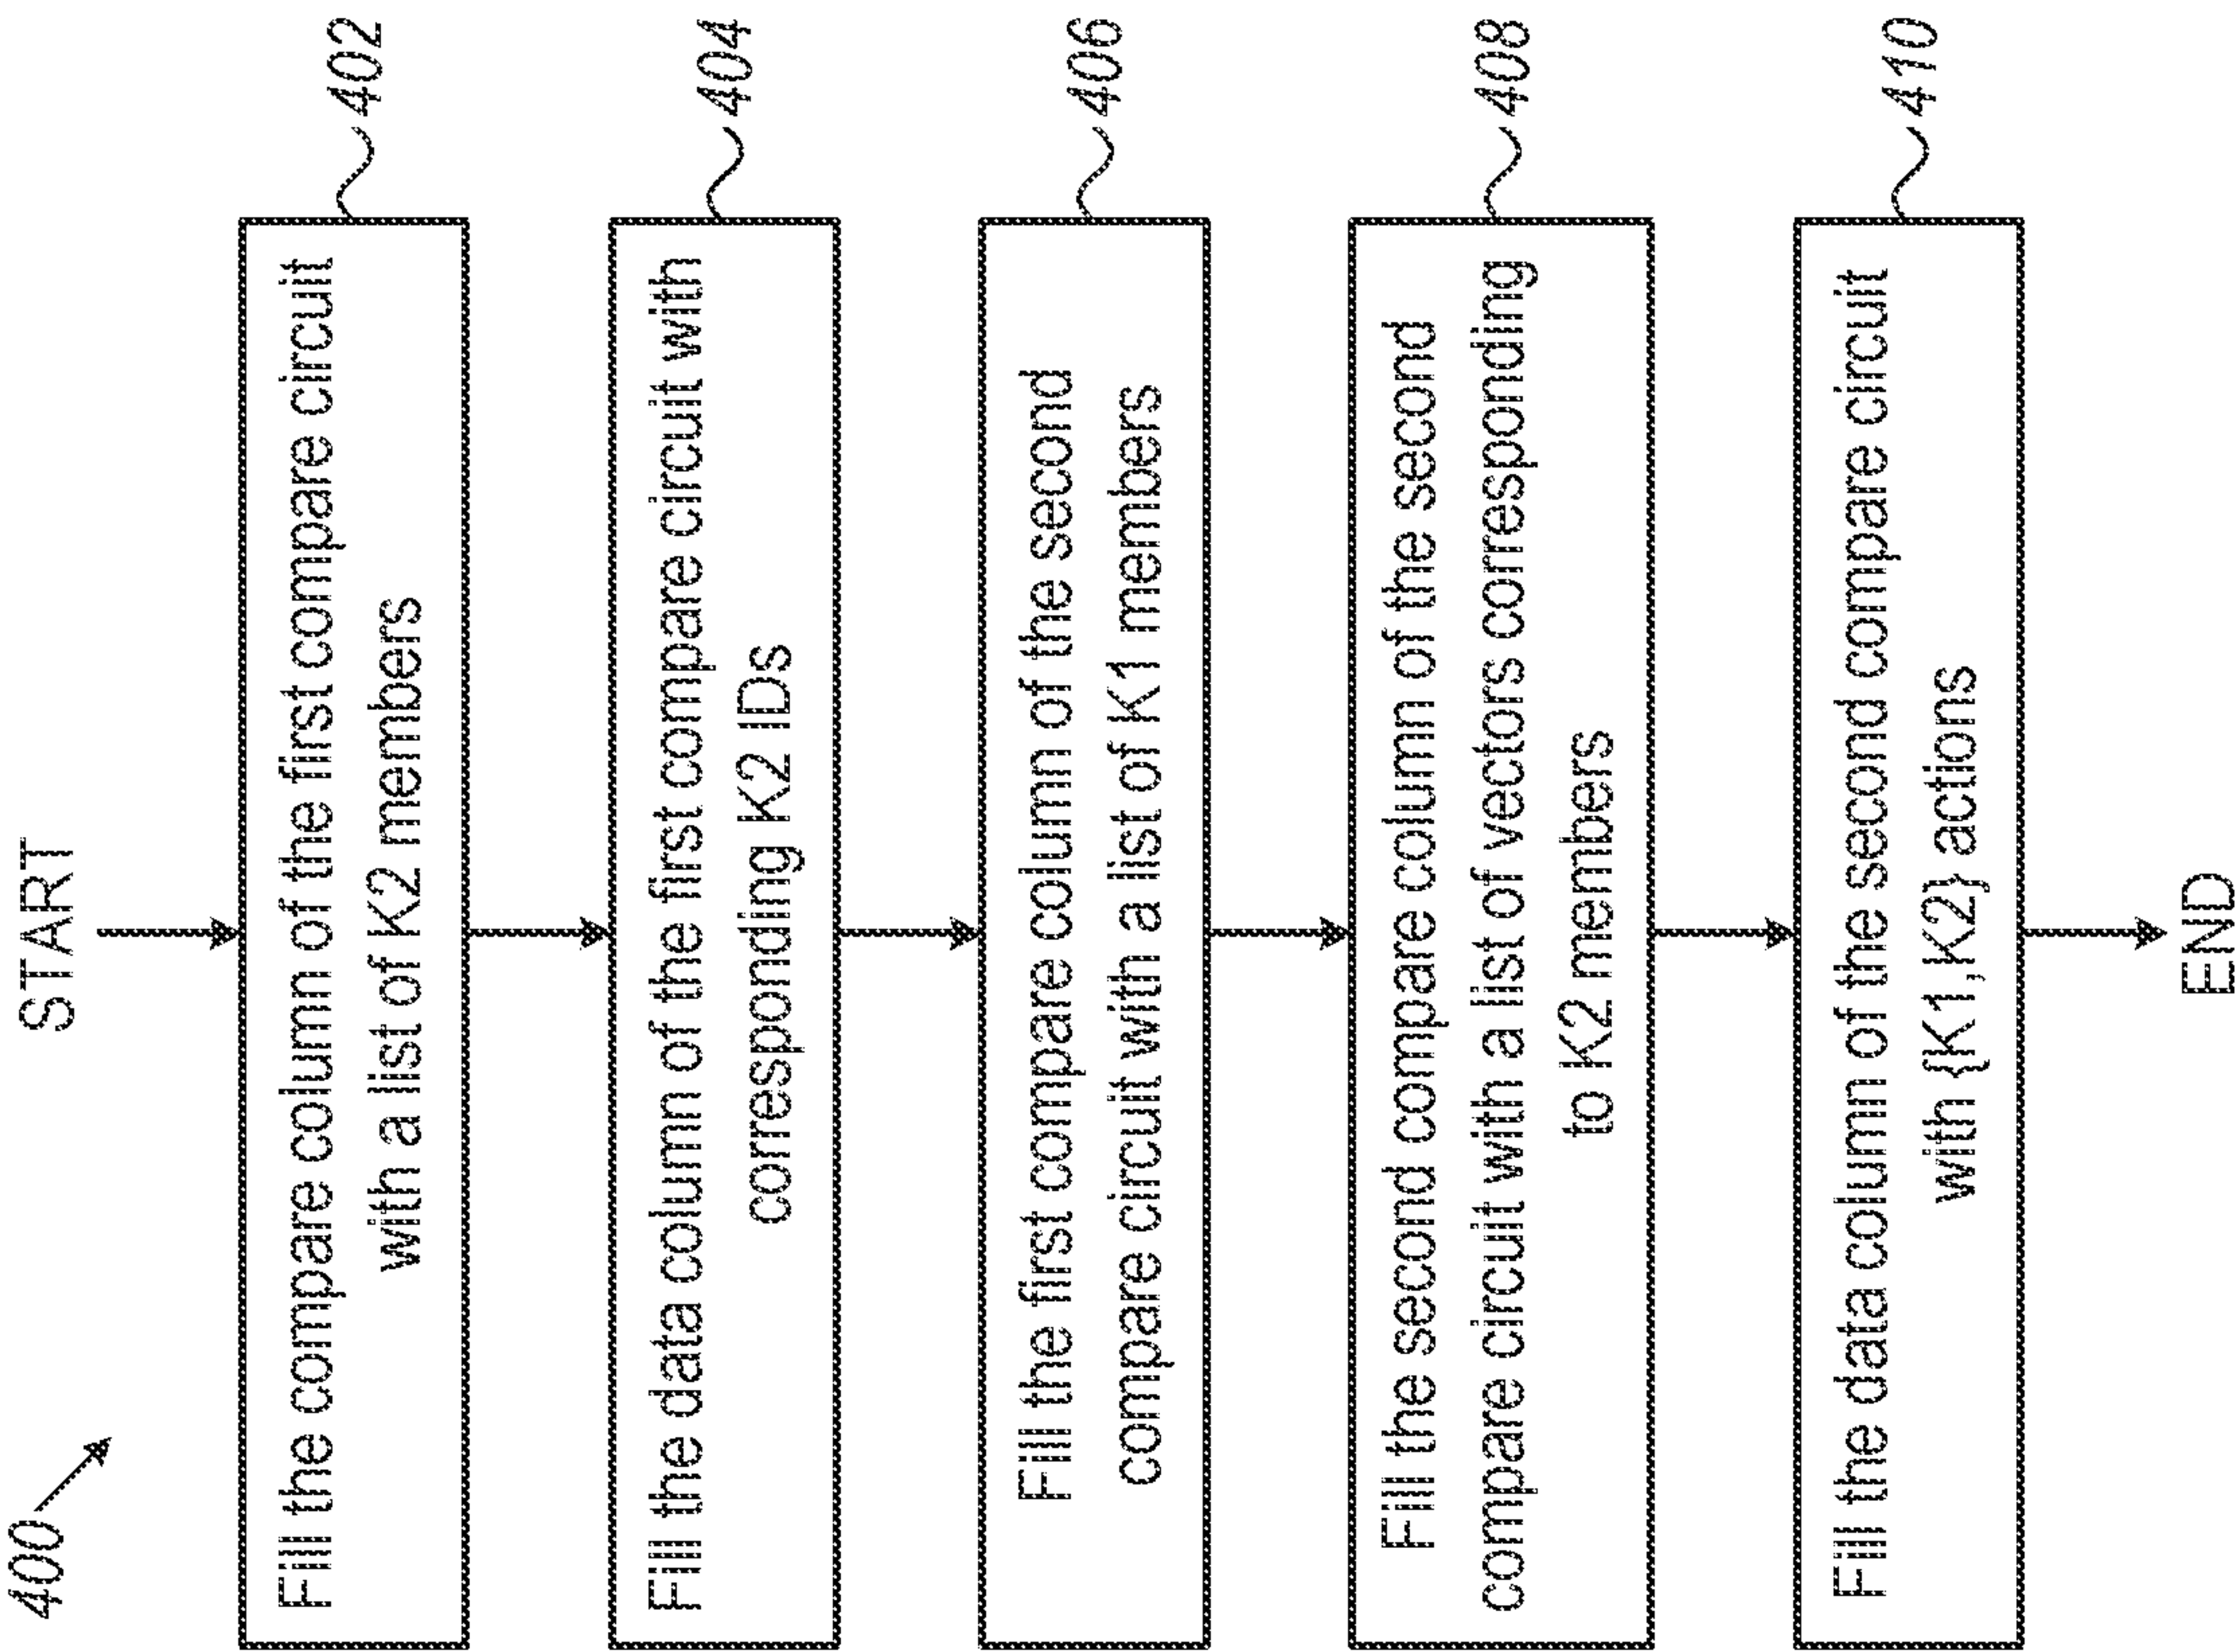 400
START
Fill the compare column of the first compare circuit
with a list of K2 members
402
Fill the data column of the first compare circuit with
corresponding K2 IDs
404
Fill the first compare column of the second
compare circuit with a list of K1 members
406
Fill the second compare column of the second
compare circuit with a list of vectors corresponding
to K2 members
408
Fill the data column of the second compare circuit
with {K1,K2} actions
410
END